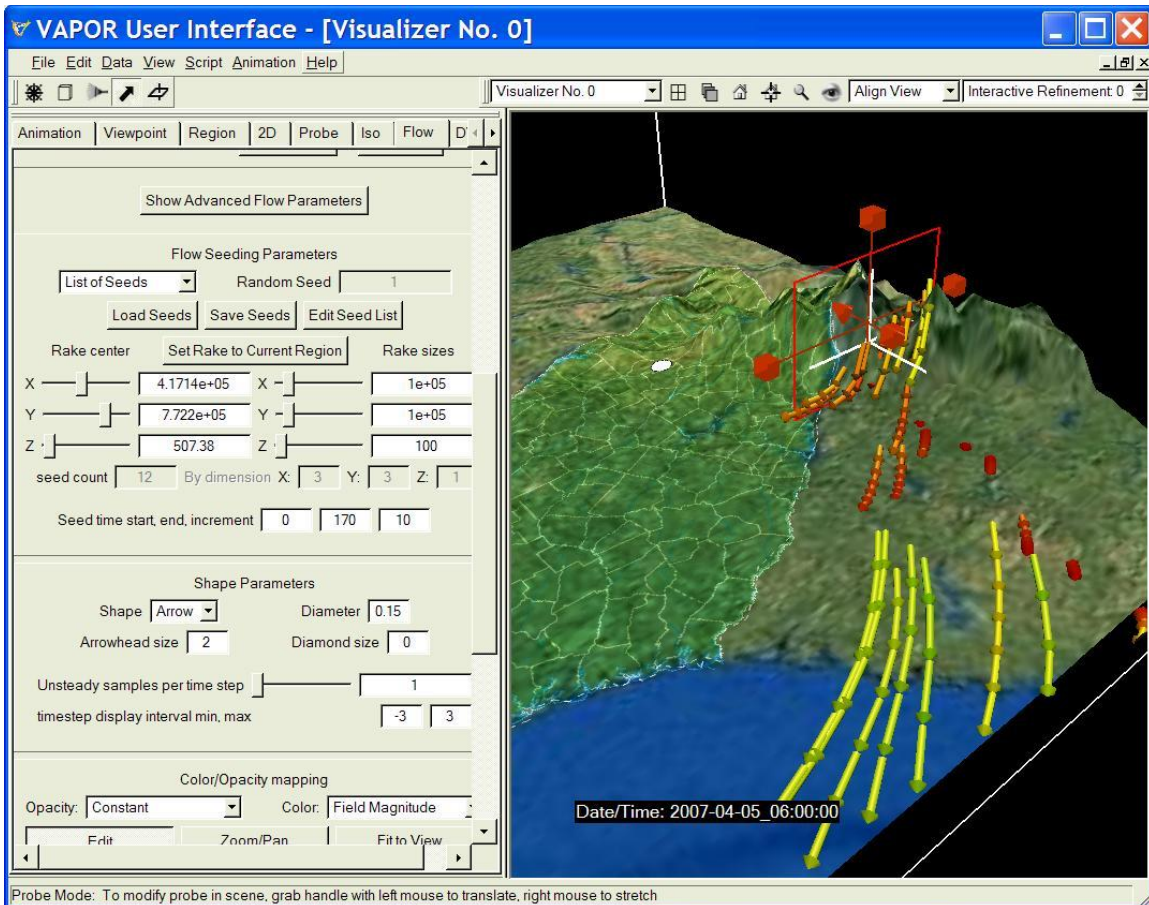 VAPOR User Interface - [Visualizer No. 0]
File Edit Data View Script Animation Help
Visualizer No. 0 Align View Interactive Refinement: 0
Animation Viewpoint Region 2D Probe Iso Flow
Show Advanced Flow Parameters
Flow Seeding Parameters
List of Seeds Random Seed 1
Load Seeds Save Seeds Edit Seed List
Rake center Set Rake to Current Region Rake sizes
X 4.1714e+05 X 1e+05
Y 7.722e+05 Y 1e+05
Z 507.38 Z 100
seed count 12 By dimension X: 3 Y: 3 Z: 1
Seed time start, end, increment 0 170 10
Shape Parameters
Shape Arrow Diameter 0.15
Arrowhead size 2 Diamond size 0
Unsteady samples per time step 1
timestep display interval min, max -3 3
Color/Opacity mapping
Opacity: Constant Color: Field Magnitude
Edit Zoom/Pan Fit to View
Date/Time: 2007-04-05_06:00:00
Probe Mode: To modify probe in scene, grab handle with left mouse to translate, right mouse to stretch